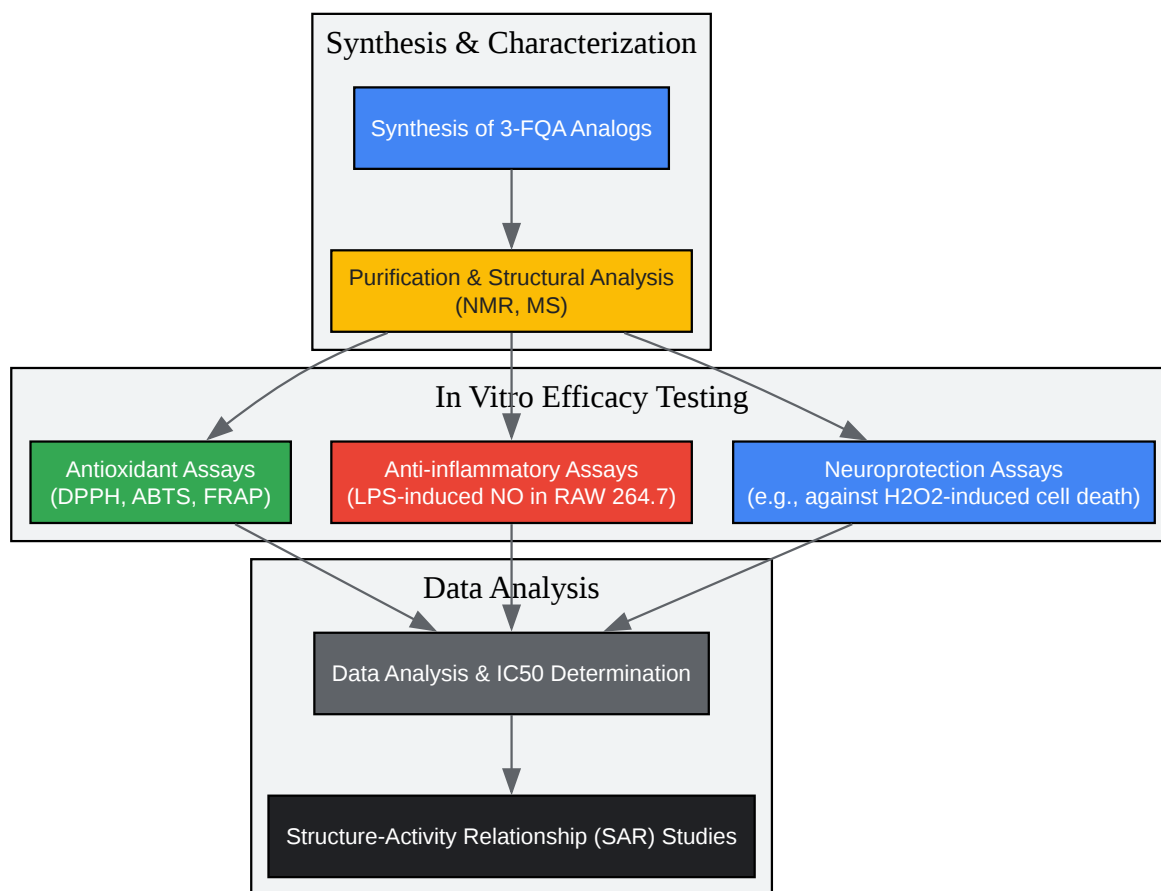 Synthesis & Characterization
Synthesis of 3-FQA Analogs
Purification & Structural Analysis
(NMR, MS)
In Vitro Efficacy Testing
Antioxidant Assays
(DPPH, ABTS, FRAP)
Anti-inflammatory Assays
(LPS-induced NO in RAW 264.7)
Neuroprotection Assays
(e.g., against H2O2-induced cell death)
Data Analysis
Data Analysis & IC50 Determination
Structure-Activity Relationship (SAR) Studies